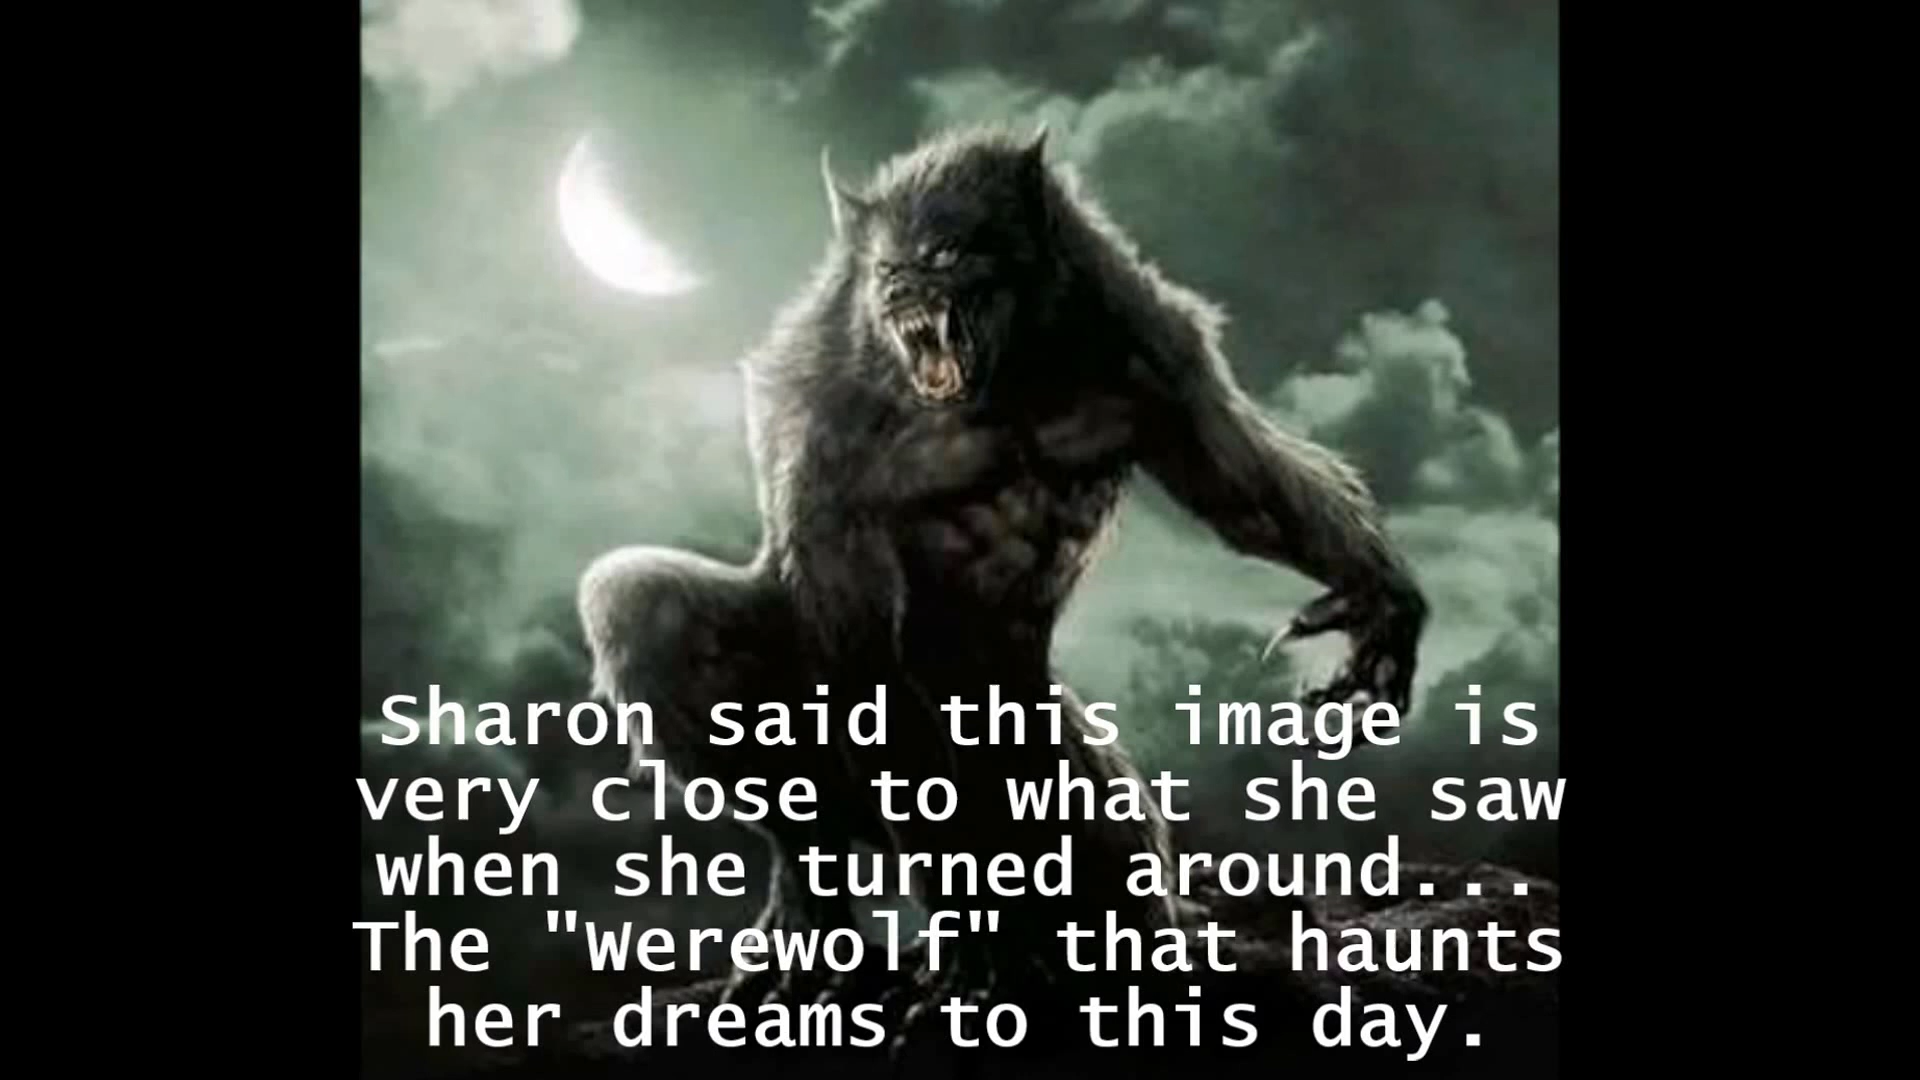 Sharon said this image is
very close to what she saw
when she turned around...
The "Werewolf" that haunts
her dreams to this day.